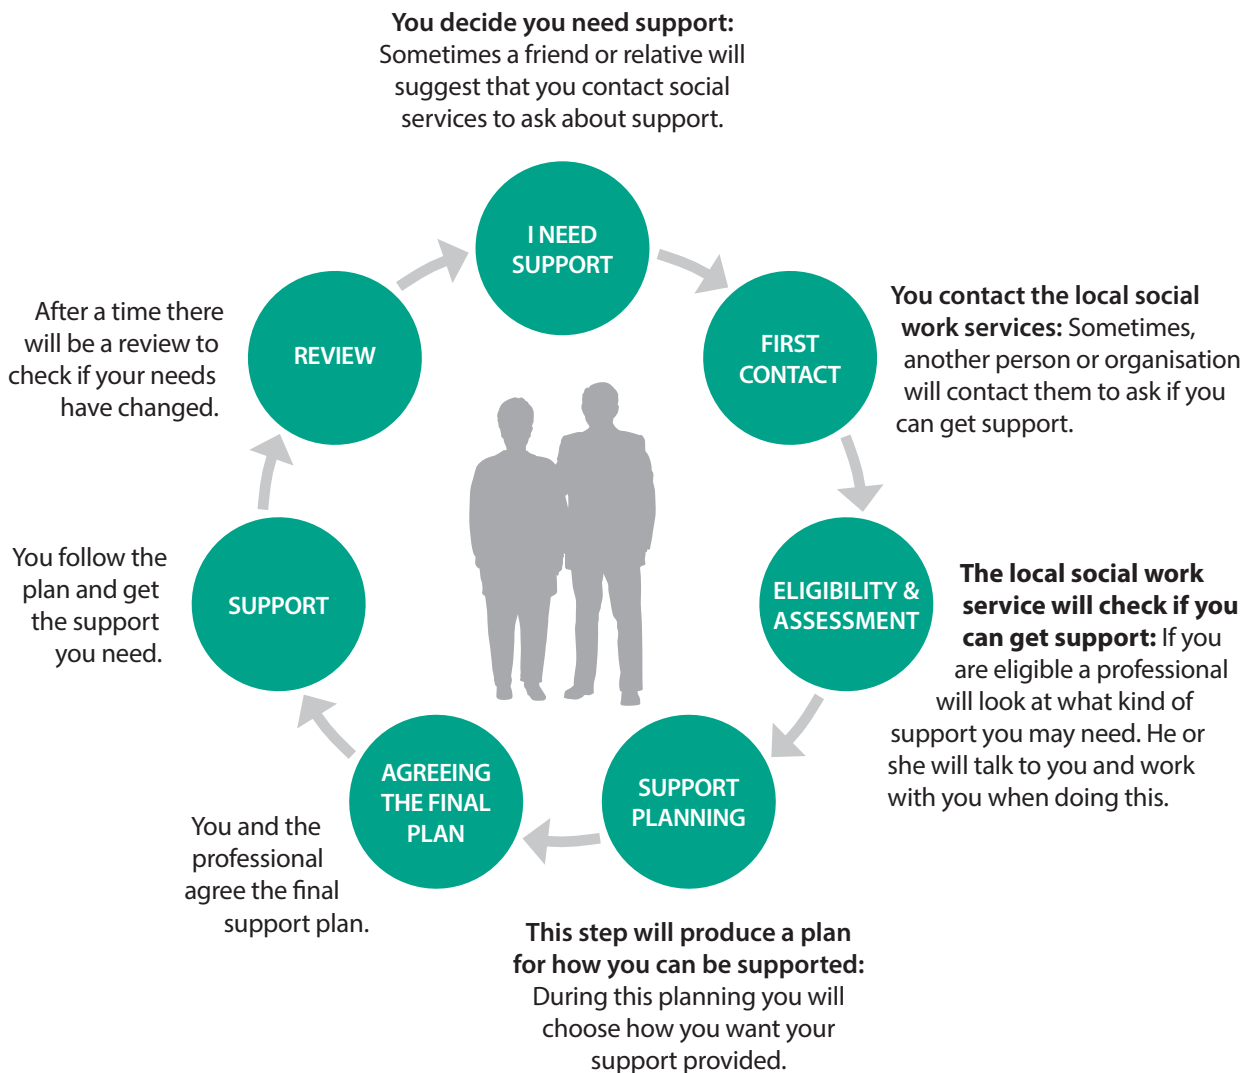 You decide you need support:
Sometimes a friend or relative will
suggest that you contact social
services to ask about support.
I NEED
SUPPORT
You contact the local social
work services: Sometimes,
another person or organisation
will contact them to ask if you
can get support.
FIRST
CONTACT
The local social work
service will check if you
can get support: If you
are eligible a professional
will look at what kind of
support you may need. He or
she will talk to you and work
with you when doing this.
ELIGIBILITY &
ASSESSMENT
SUPPORT
PLANNING
This step will produce a plan
for how you can be supported:
During this planning you will
choose how you want your
support provided.
AGREEING
THE FINAL
PLAN
You and the
professional
agree the final
support plan.
SUPPORT
You follow the
plan and get
the support
you need.
REVIEW
After a time there
will be a review to
check if your needs
have changed.